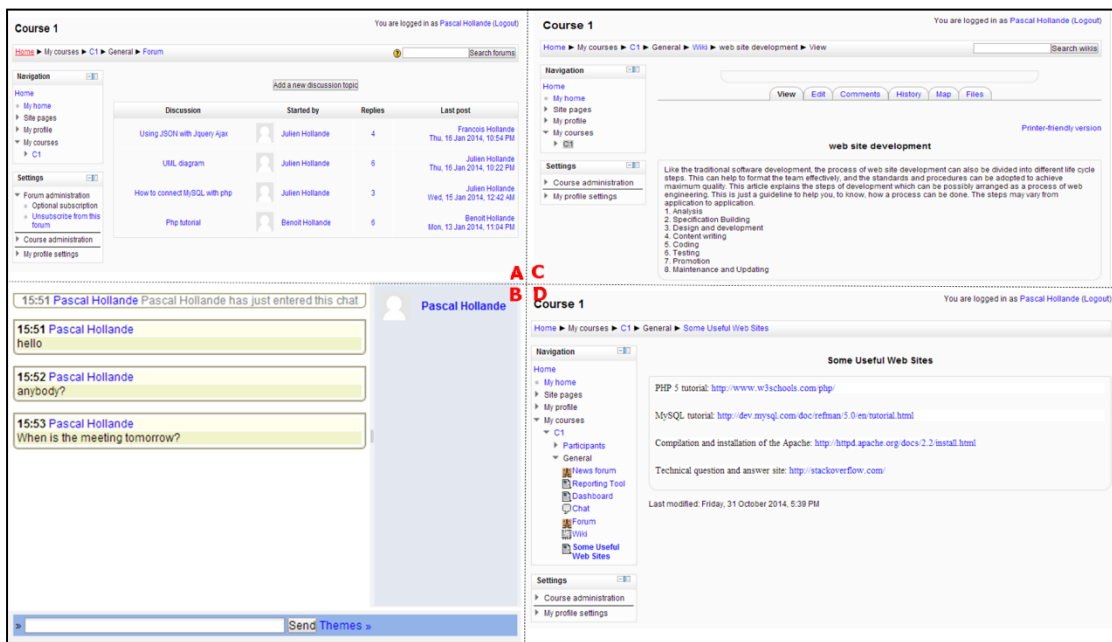 Course 1
You are logged in as Pascal Hollande (Logout)
Home ► My courses ► C1 ► General ► Forum
Search forums
Navigation
Home
My home
Site pages
My profile
My courses
C1
Settings
Forum administration
Optional subscription
Unsubscribe from this
forum
Course administration
My profile settings
Add a new discussion topic
Discussion Started by Replies Last post
Using JSON with Jquery Ajax Julien Hollande 4 Francois Hollande
Thu, 16 Jan 2014, 10:54 PM
UML diagram Julien Hollande 6 Julien Hollande
Thu, 16 Jan 2014, 10:22 PM
How to connect MySQL with php Julien Hollande 3 Julien Hollande
Wed, 15 Jan 2014, 12:42 AM
Php tutorial Benoit Hollande 6 Benoit Hollande
Mon, 13 Jan 2014, 11:04 PM
A
B
15:51 Pascal Hollande Pascal Hollande has just entered this chat
15:51 Pascal Hollande
hello
15:52 Pascal Hollande
anybody?
15:53 Pascal Hollande
When is the meeting tomorrow?
Pascal Hollande
» Send Themes »
C
Course 1
You are logged in as Pascal Hollande (Logout)
Home ► My courses ► C1 ► General ► Wiki ► web site development ► View
Search wikis
Navigation
Home
My home
Site pages
My profile
My courses
C1
Settings
Course administration
My profile settings
View Edit Comments History Map Files
Printer-friendly version
web site development
Like the traditional software development, the process of web site development can also be divided into different life cycle
steps. This can help to format the team effectively, and the standards and procedures can be adopted to achieve
maximum quality. This article explains the steps of development which can be possibly arranged as a process of web
engineering. This is just a guideline to help you, to know, how a process can be done. The steps may vary from
application to application.
1. Analysis
2. Specification Building
3. Design and development
4. Content writing
5. Coding
6. Testing
7. Promotion
8. Maintenance and Updating
D
Course 1
You are logged in as Pascal Hollande (Logout)
Home ► My courses ► C1 ► General ► Some Useful Web Sites
Navigation
Home
My home
Site pages
My profile
My courses
C1
Participants
General
News forum
Reporting Tool
Dashboard
Chat
Forum
Wiki
Some Useful
Web Sites
Settings
Course administration
My profile settings
Some Useful Web Sites
PHP 5 tutorial: http://www.w3schools.com/php/
MySQL tutorial: http://dev.mysql.com/doc/refman/5.0/en/tutorial.html
Compilation and installation of the Apache: http://httpd.apache.org/docs/2.2/install.html
Technical question and answer site: http://stackoverflow.com/
Last modified: Friday, 31 October 2014, 5:39 PM